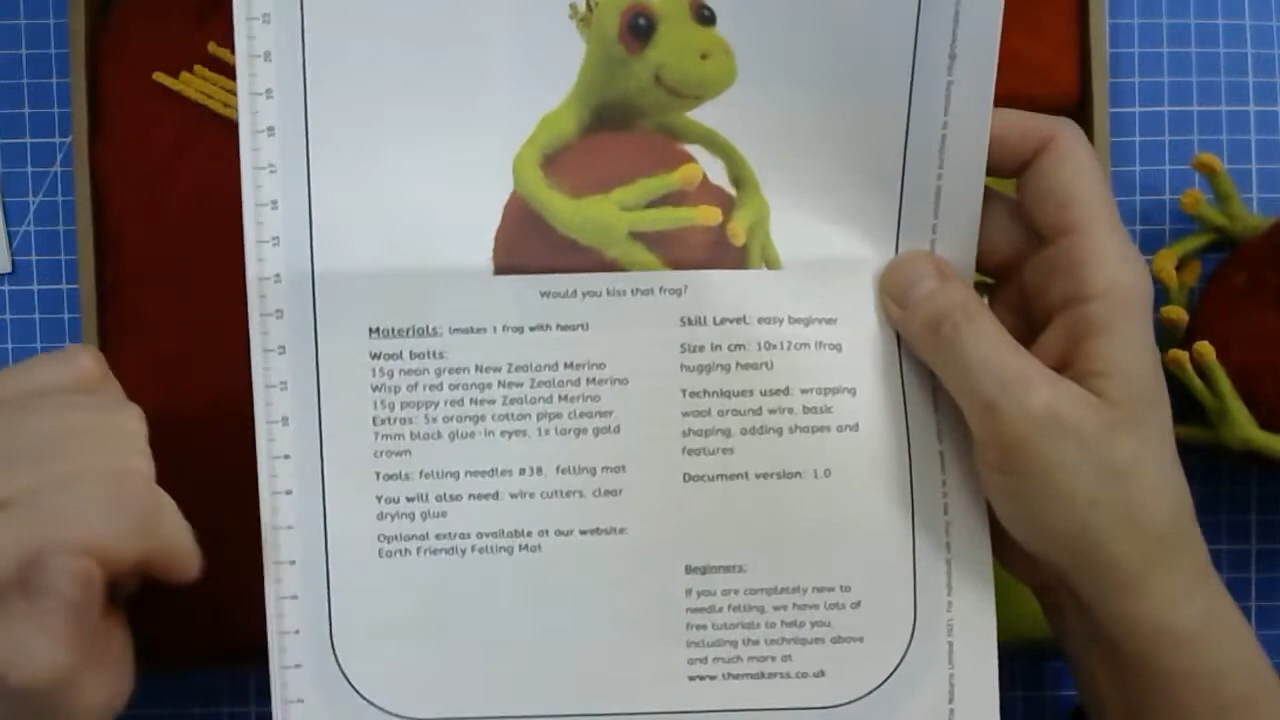 Would you kiss that frog?
Materials: (makes 1 frog with heart)
Wool batts:
15g neon green New Zealand Merino
Wisp of red orange New Zealand Merino
15g poppy red New Zealand Merino
Extras: 5x orange cotton pipe cleaner,
7mm black glue-in eyes, 1x large gold
crown
Tools: felting needles #38, felting mat
You will also need: wire cutters, clear
drying glue
Optional extras available at our website:
Earth Friendly Felting Mat
Skill Level: easy beginner
Size in cm: 10x12cm (frog
hugging heart)
Techniques used: wrapping
wool around wire, basic
shaping, adding shapes and
features
Document version: 1.0
Beginners:
If you are completely new to
needle felting, we have lots of
free tutorials to help you,
including the techniques above
and much more at
www.themakerss.co.uk